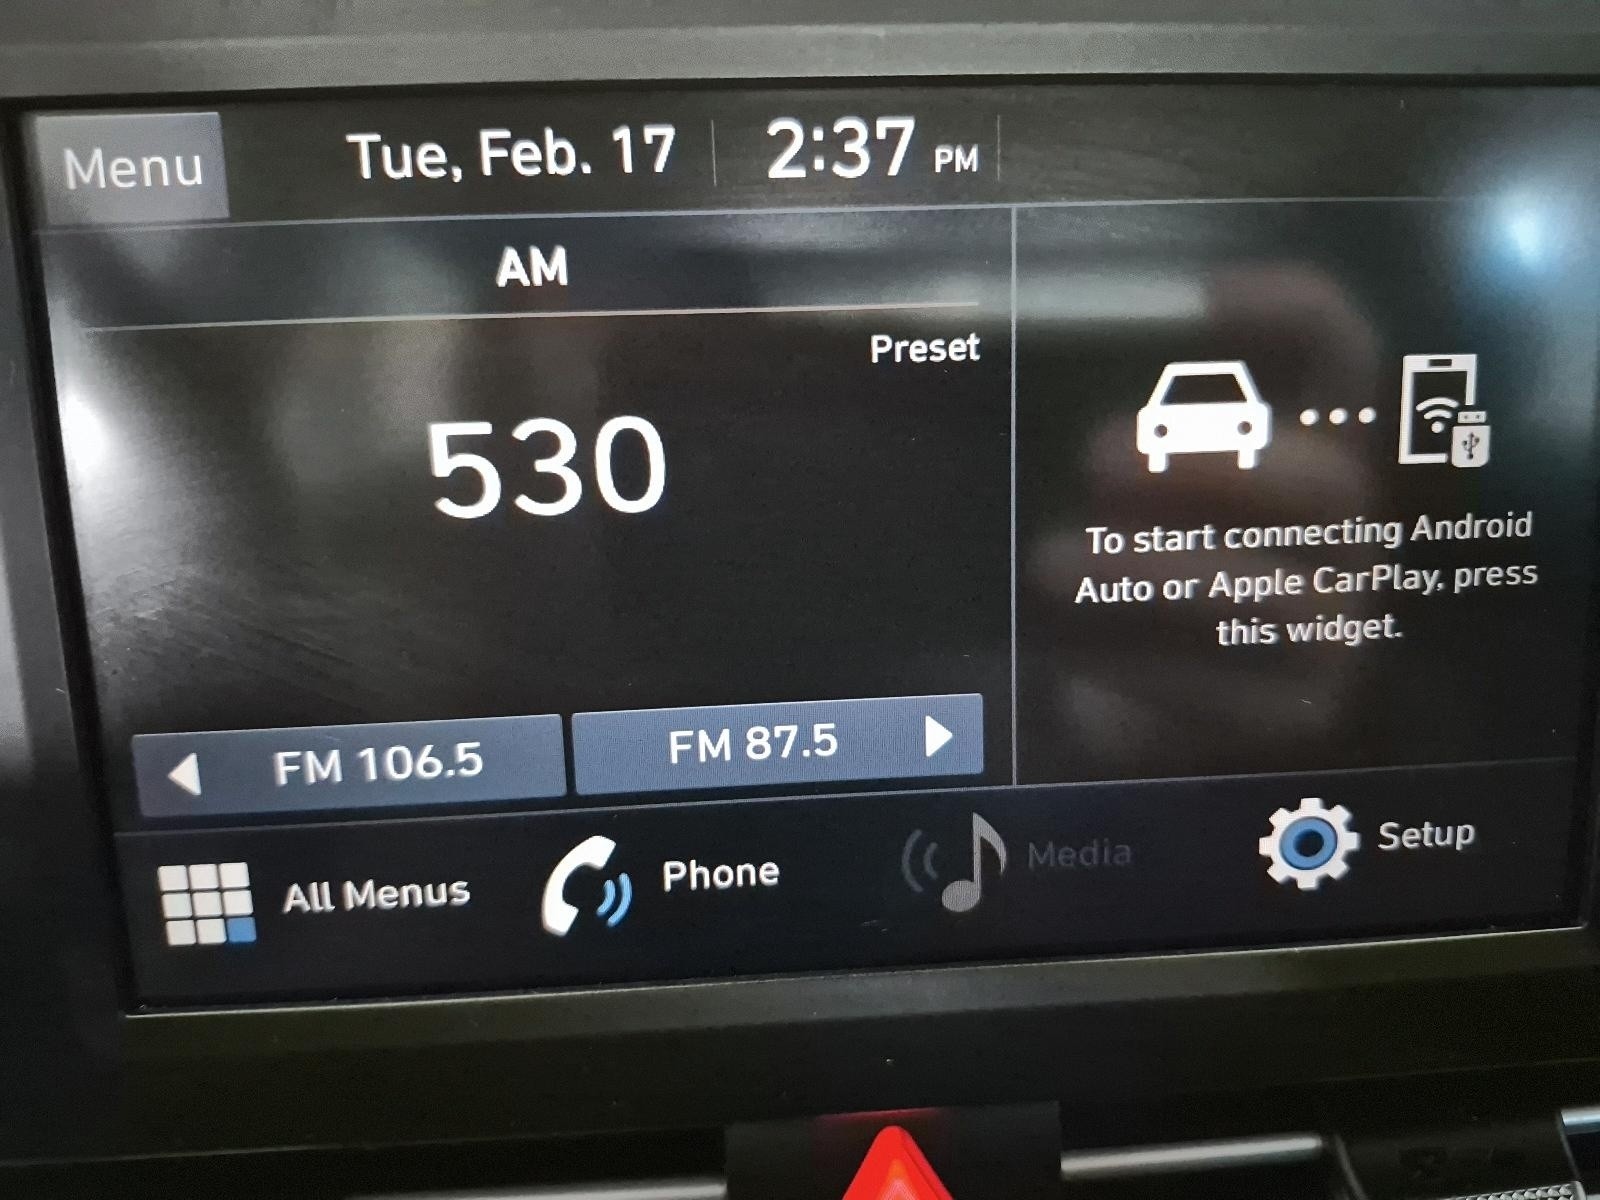 Menu
Tue, Feb. 17
2:37 PM
AM
Preset
530
FM 106.5
FM 87.5
To start connecting Android
Auto or Apple CarPlay, press
this widget.
All Menus
Phone
Media
Setup